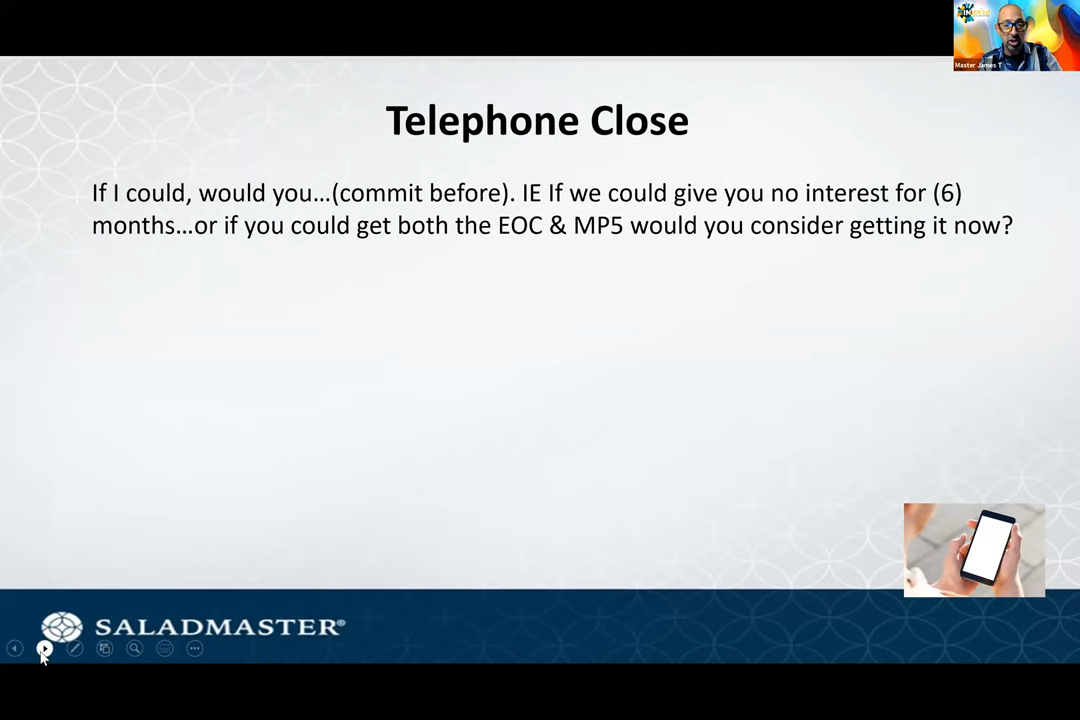 Master James T
Telephone Close
If I could, would you…(commit before). IE If we could give you no interest for (6)
months…or if you could get both the EOC & MP5 would you consider getting it now?
SALADMASTER®